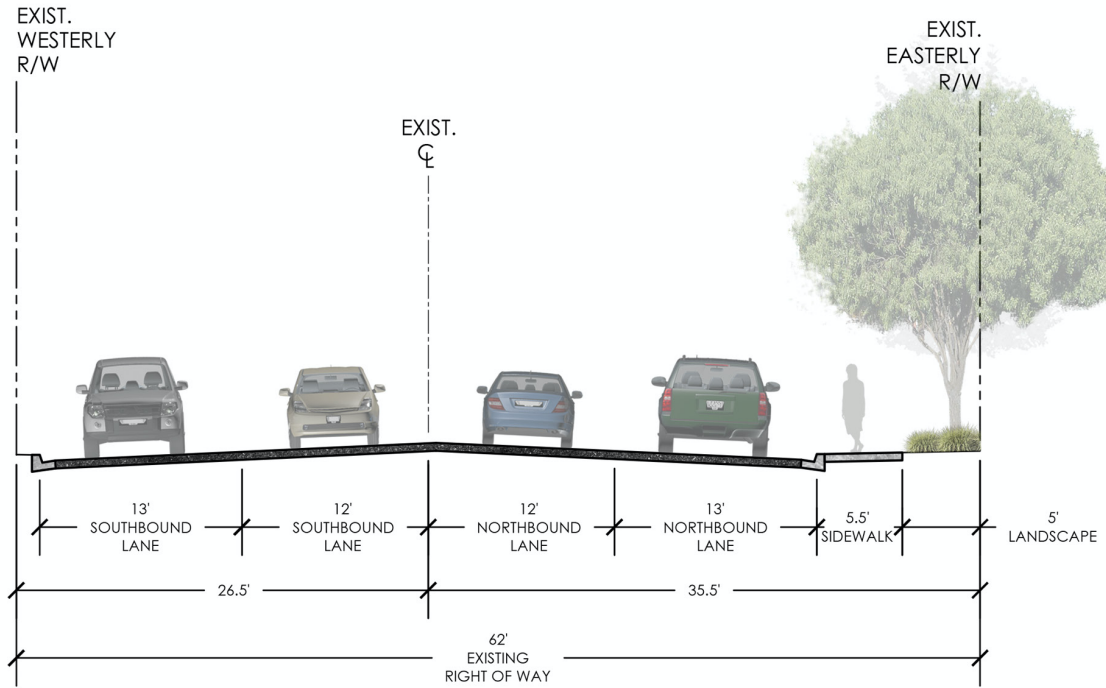 EXIST.
WESTERLY
R/W
EXIST.
EASTERLY
R/W
EXIST.
℄
13'
SOUTHBOUND
LANE
12'
SOUTHBOUND
LANE
12'
NORTHBOUND
LANE
13'
NORTHBOUND
LANE
5.5'
SIDEWALK
5'
LANDSCAPE
26.5'
35.5'
62'
EXISTING
RIGHT OF WAY